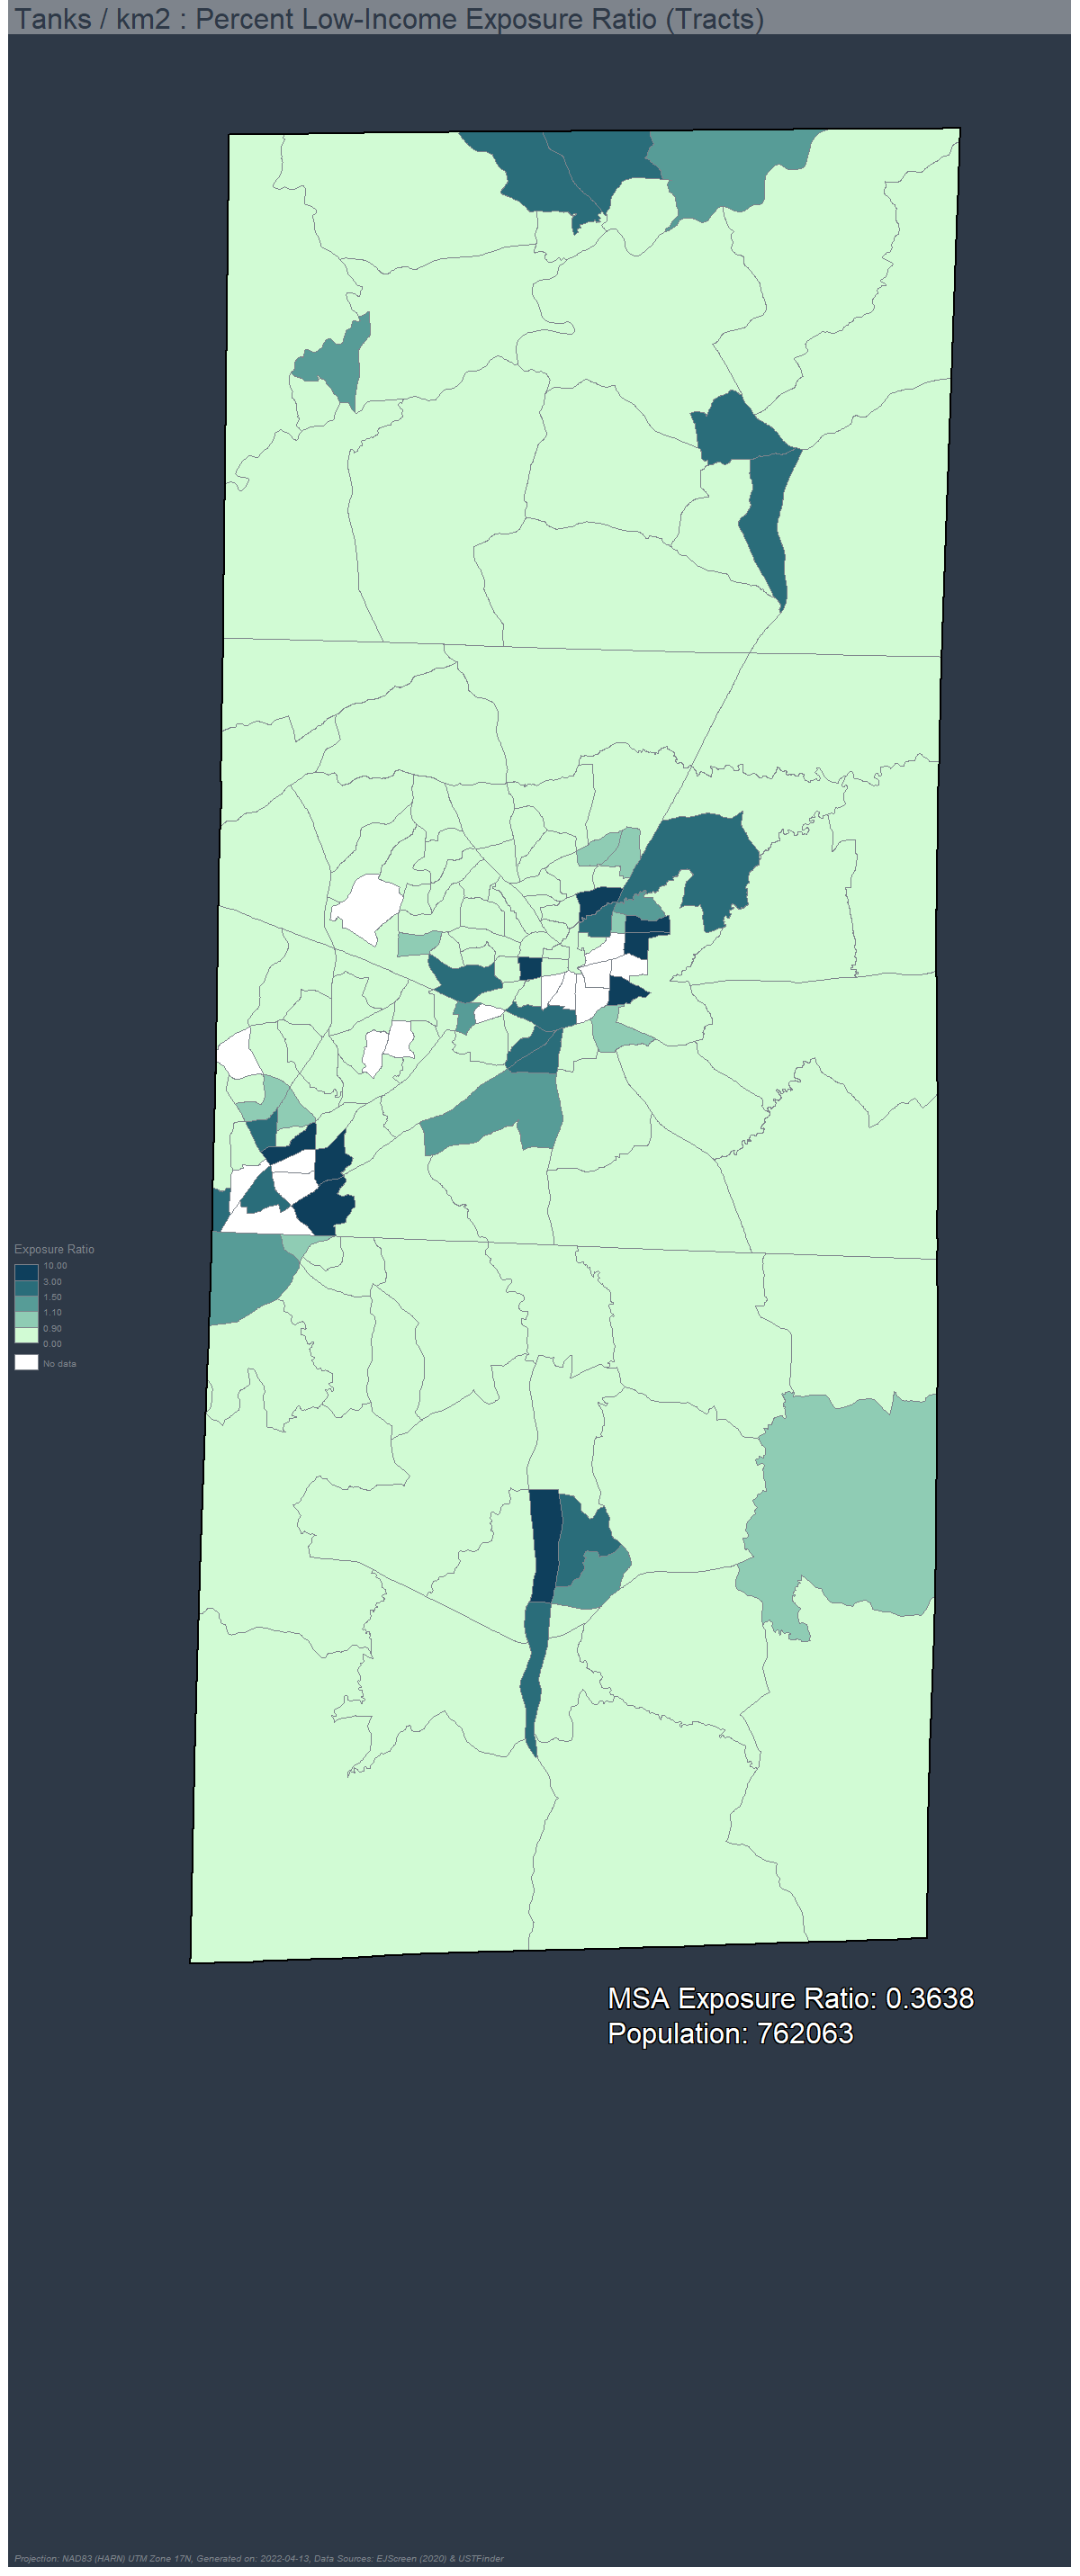 Tanks / km2 : Percent Low-Income Exposure Ratio (Tracts)
Exposure Ratio
10.00
3.00
1.50
1.10
0.90
0.00
No data
MSA Exposure Ratio: 0.3638
Population: 762063
Projection: NAD83 (HARN) UTM Zone 17N, Generated on: 2022-04-13, Data Sources: EJScreen (2020) & USTFinder